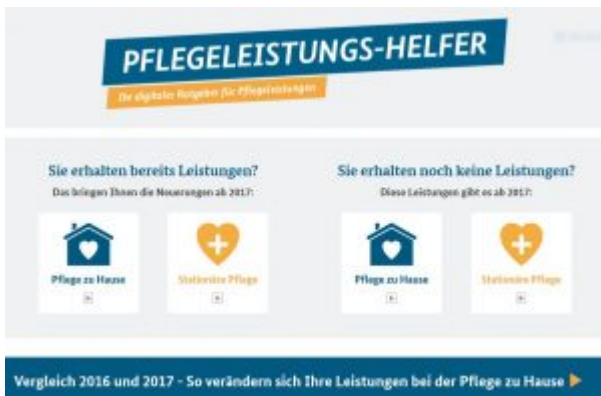 PFLEGELEISTUNGS-HELFER
Ihr digitaler Ratgeber für Pflegeleistungen
Sie erhalten bereits Leistungen?
Das bringen Ihnen die Neuerungen ab 2017:
Pflege zu Hause
Stationäre Pflege
Sie erhalten noch keine Leistungen?
Diese Leistungen gibt es ab 2017:
Pflege zu Hause
Stationäre Pflege
Vergleich 2016 und 2017 - So verändern sich Ihre Leistungen bei der Pflege zu Hause